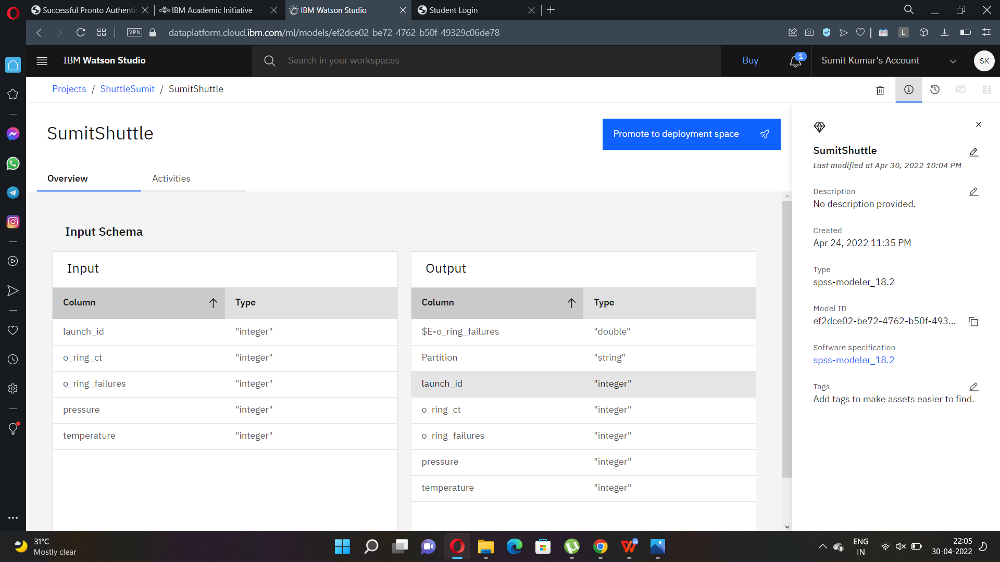 Successful Pronto Authenti
IBM Academic Initiative
IBM Watson Studio
Student Login
VPN
dataplatform.cloud.ibm.com/ml/models/ef2dce02-be72-4762-b50f-49329c06de78
E
IBM Watson Studio
Search in your workspaces
Buy
1
Sumit Kumar's Account
SK
Projects / ShuttleSumit / SumitShuttle
SumitShuttle
Promote to deployment space
Overview
Activities
Input Schema
Input
Column Type
launch_id "integer"
o_ring_ct "integer"
o_ring_failures "integer"
pressure "integer"
temperature "integer"
Output
Column Type
$E-o_ring_failures "double"
Partition "string"
launch_id "integer"
o_ring_ct "integer"
o_ring_failures "integer"
pressure "integer"
temperature "integer"
SumitShuttle
Last modified at Apr 30, 2022 10:04 PM
Description
No description provided.
Created
Apr 24, 2022 11:35 PM
Type
spss-modeler_18.2
Model ID
ef2dce02-be72-4762-b50f-493...
Software specification
spss-modeler_18.2
Tags
Add tags to make assets easier to find.
31°C
Mostly clear
ENG
IN
22:05
30-04-2022